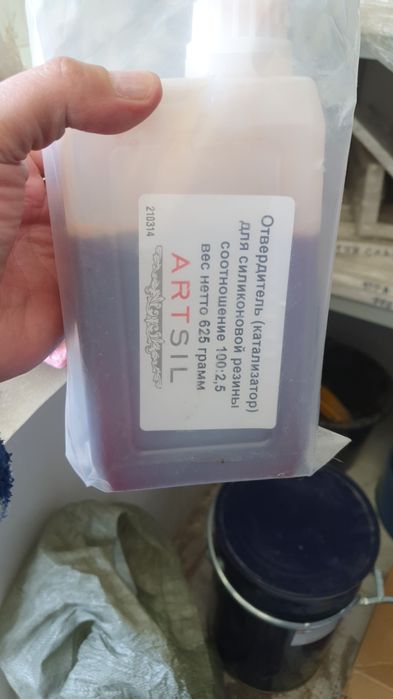 Отвердитель (катализатор)
для силиконовой резины
соотношение 100:2,5
вес нетто 625 грамм
ARTSIL
210314